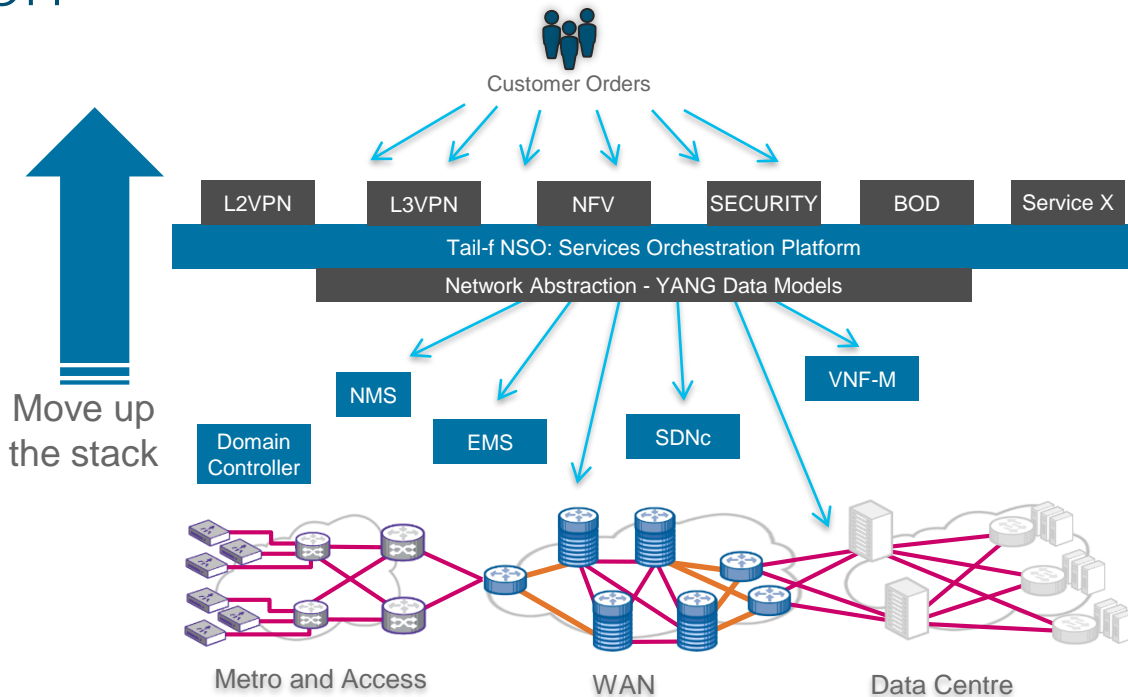 Customer Orders
L2VPN
L3VPN
NFV
SECURITY
BOD
Service X
Tail-f NSO: Services Orchestration Platform
Network Abstraction - YANG Data Models
Move up
the stack
NMS
VNF-M
EMS
SDNc
Domain
Controller
Metro and Access
WAN
Data Centre